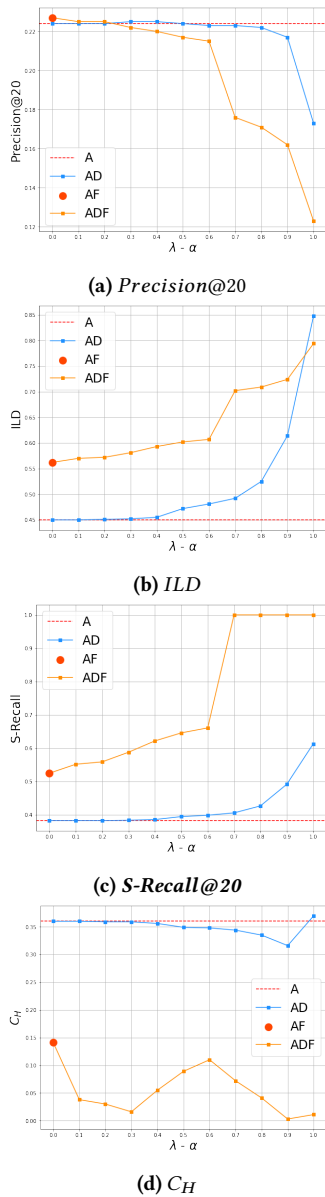 0.22
0.20
0.18
0.16
0.14
0.12
Precision@20
A
AD
AF
ADF
0.0 0.1 0.2 0.3 0.4 0.5 0.6 0.7 0.8 0.9 1.0
λ - α
(a) Precision@20
0.85
0.80
0.75
0.70
0.65
0.60
0.55
0.50
0.45
ILD
A
AD
AF
ADF
0.0 0.1 0.2 0.3 0.4 0.5 0.6 0.7 0.8 0.9 1.0
λ - α
(b) ILD
1.0
0.9
0.8
0.7
0.6
0.5
0.4
S-Recall
A
AD
AF
ADF
0.0 0.1 0.2 0.3 0.4 0.5 0.6 0.7 0.8 0.9 1.0
λ - α
(c) S-Recall@20
0.35
0.30
0.25
0.20
0.15
0.10
0.05
0.00
C_H
A
AD
AF
ADF
0.0 0.1 0.2 0.3 0.4 0.5 0.6 0.7 0.8 0.9 1.0
λ - α
(d) C_H